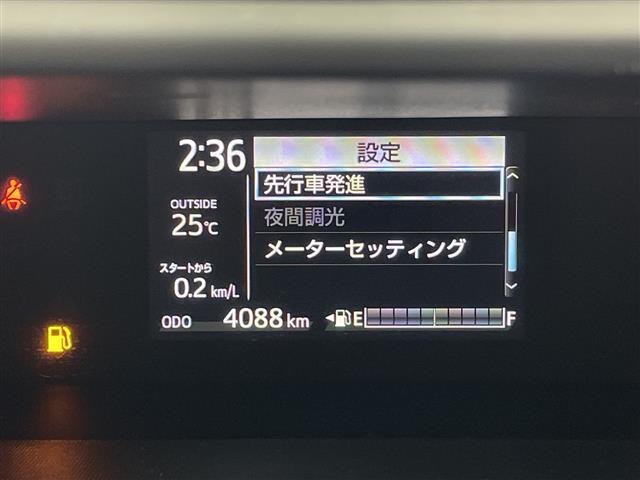 2:36
設定
先行車発進
夜間調光
メーターセッティング
OUTSIDE
25℃
スタートから
0.2 km/L
ODO 4088 km
E F